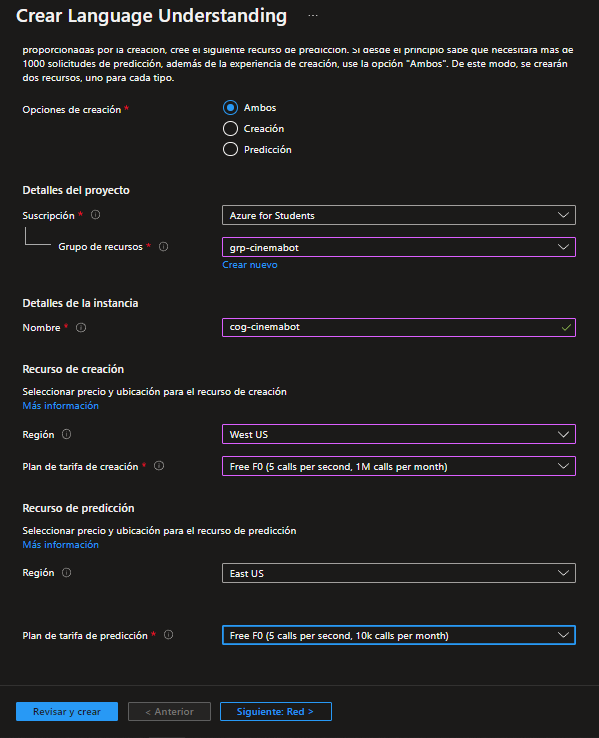 Crear Language Understanding ...
proporcionadas por la creación, cree el siguiente recurso de predicción. Si desde el principio sabe que necesitará más de
1000 solicitudes de predicción, además de la experiencia de creación, use la opción "Ambos". De este modo, se crearán
dos recursos, uno para cada tipo.
Opciones de creación *
Ambos
Creación
Predicción
Detalles del proyecto
Suscripción * Azure for Students
Grupo de recursos * grp-cinemabot
Crear nuevo
Detalles de la instancia
Nombre * cog-cinemabot
Recurso de creación
Seleccionar precio y ubicación para el recurso de creación
Más información
Región West US
Plan de tarifa de creación * Free F0 (5 calls per second, 1M calls per month)
Recurso de predicción
Seleccionar precio y ubicación para el recurso de predicción
Más información
Región East US
Plan de tarifa de predicción * Free F0 (5 calls per second, 10k calls per month)
Revisar y crear < Anterior Siguiente: Red >